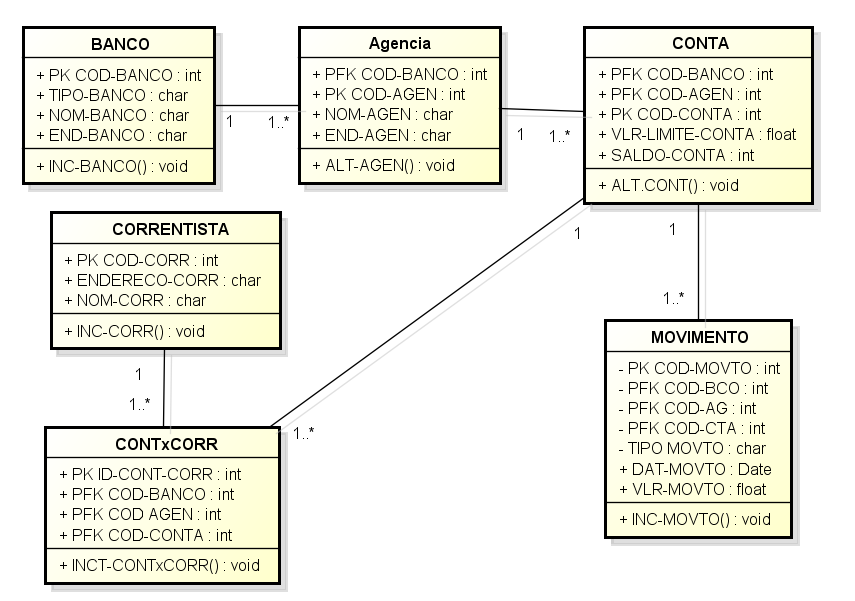 BANCO
+ PK COD-BANCO : int
+ TIPO-BANCO : char
+ NOM-BANCO : char
+ END-BANCO : char
+ INC-BANCO() : void
1
1..*
Agencia
+ PFK COD-BANCO : int
+ PK COD-AGEN : int
+ NOM-AGEN : char
+ END-AGEN : char
+ ALT-AGEN() : void
1
1..*
CONTA
+ PFK COD-BANCO : int
+ PFK COD-AGEN : int
+ PK COD-CONTA : int
+ VLR-LIMITE-CONTA : float
+ SALDO-CONTA : int
+ ALT.CONT() : void
1
1
1..*
CORRENTISTA
+ PK COD-CORR : int
+ ENDERECO-CORR : char
+ NOM-CORR : char
+ INC-CORR() : void
1
1..*
1..*
CONTxCORR
+ PK ID-CONT-CORR : int
+ PFK COD-BANCO : int
+ PFK COD AGEN : int
+ PFK COD-CONTA : int
+ INCT-CONTxCORR() : void
MOVIMENTO
- PK COD-MOVTO : int
- PFK COD-BCO : int
- PFK COD-AG : int
- PFK COD-CTA : int
- TIPO MOVTO : char
+ DAT-MOVTO : Date
+ VLR-MOVTO : float
+ INC-MOVTO() : void